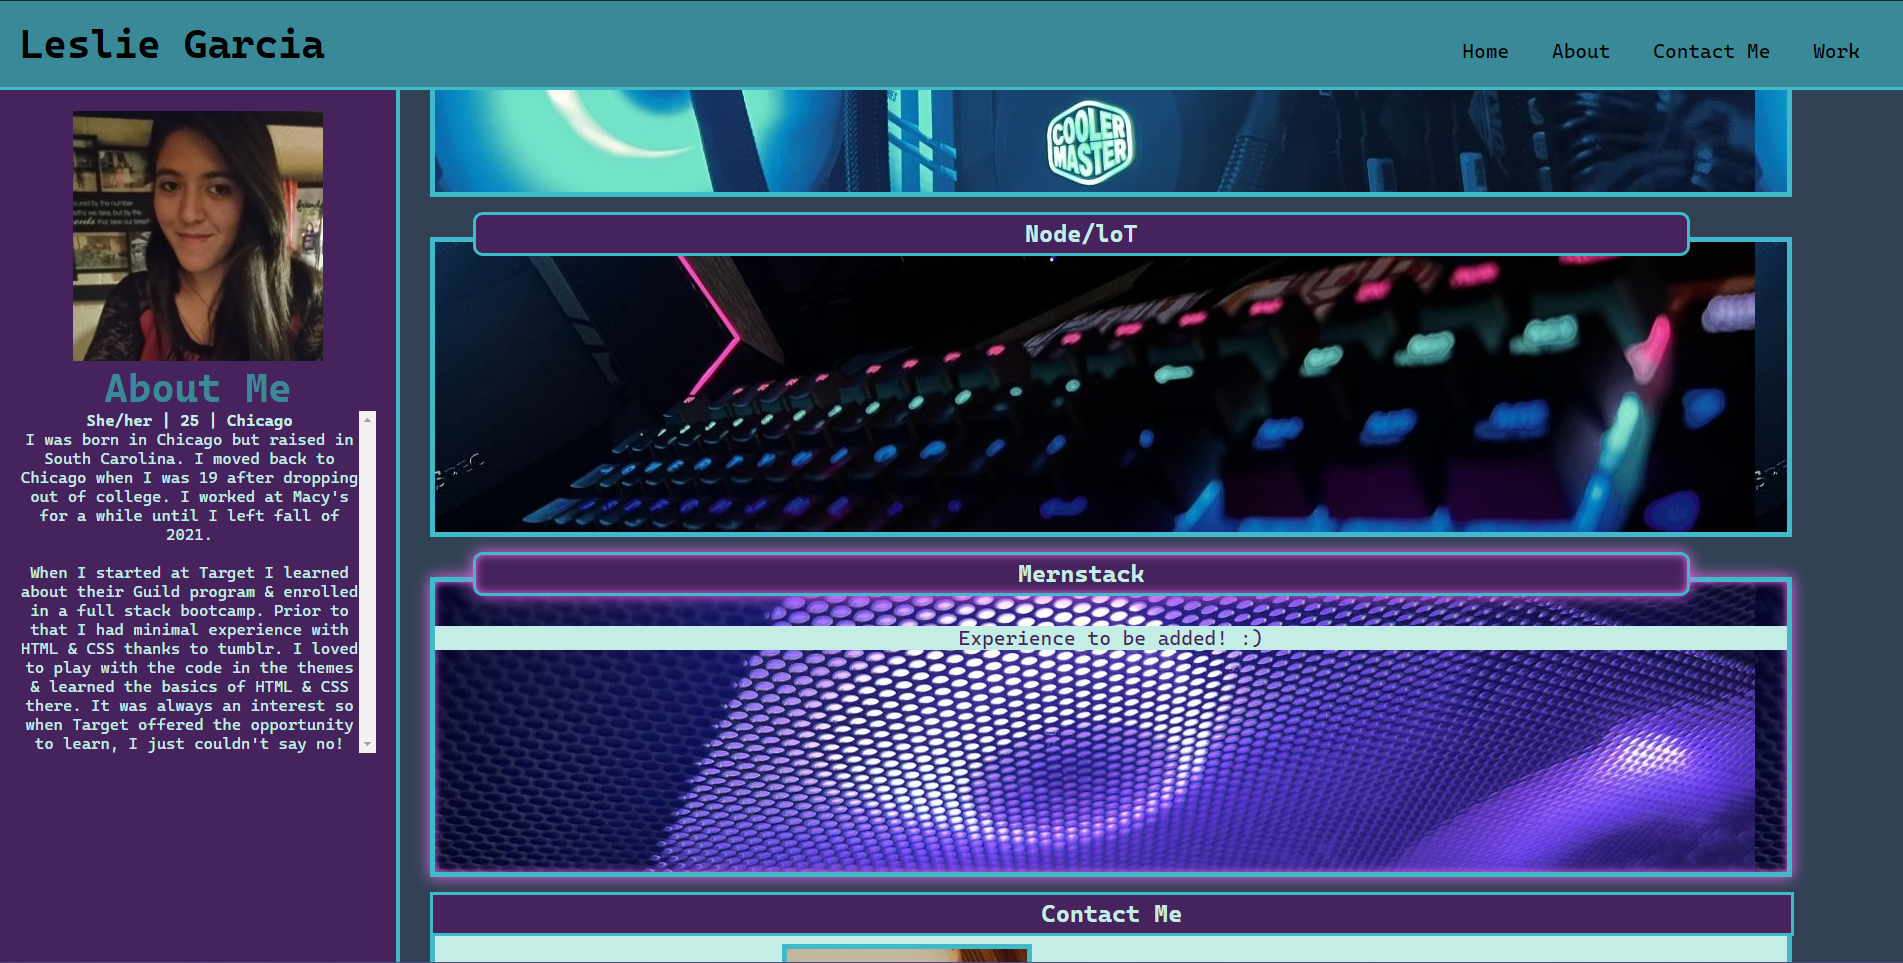 Leslie Garcia
Home About Contact Me Work
COOLER
MASTER
About Me
She/her | 25 | Chicago
I was born in Chicago but raised in
South Carolina. I moved back to
Chicago when I was 19 after dropping
out of college. I worked at Macy's
for a while until I left fall of
2021.
When I started at Target I learned
about their Guild program & enrolled
in a full stack bootcamp. Prior to
that I had minimal experience with
HTML & CSS thanks to tumblr. I loved
to play with the code in the themes
& learned the basics of HTML & CSS
there. It was always an interest so
when Target offered the opportunity
to learn, I just couldn't say no!
Node/loT
Mernstack
Experience to be added! :)
Contact Me